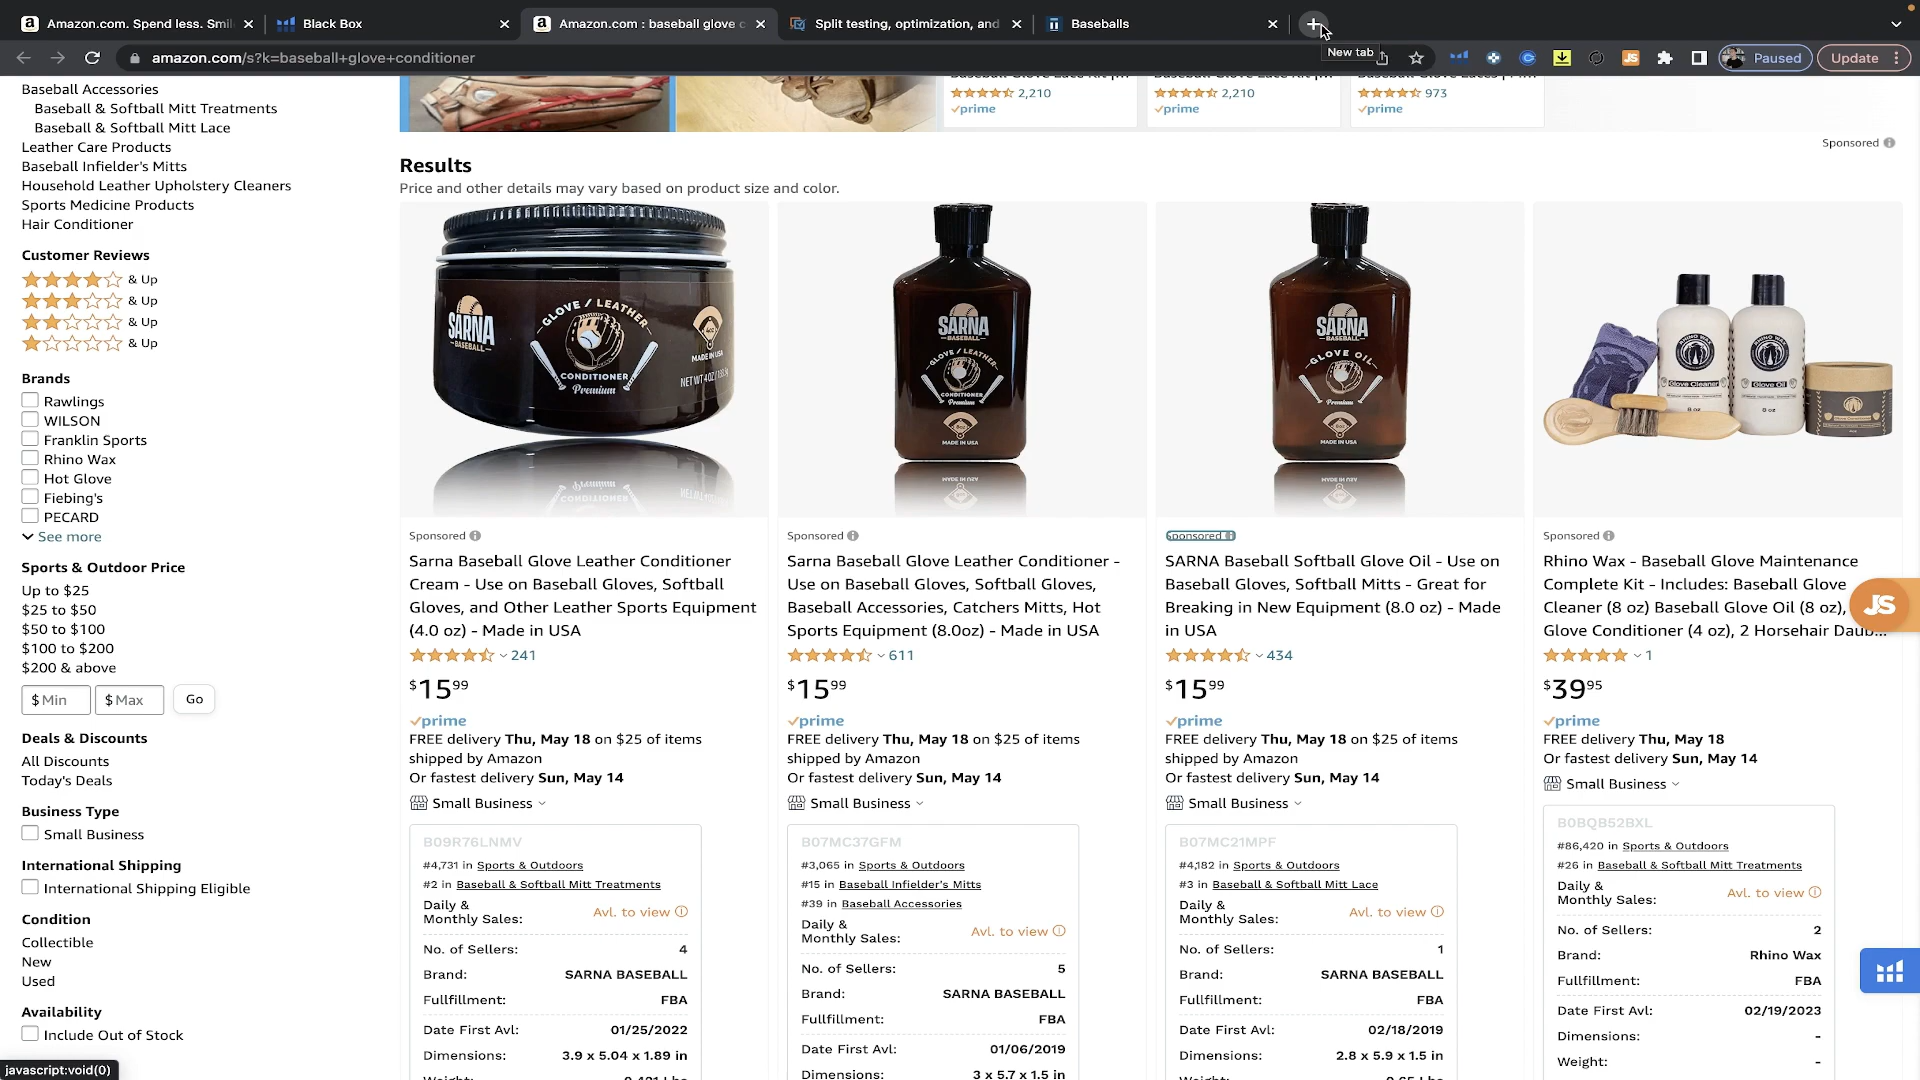 Amazon.com. Spend less. Smil
Black Box
Amazon.com : baseball glove c
Split testing, optimization, and
Baseballs
New tab
amazon.com/s?k=baseball+glove+conditioner
Paused
Update
Baseball Accessories
Baseball & Softball Mitt Treatments
Baseball & Softball Mitt Lace
Leather Care Products
Baseball Infielder's Mitts
Household Leather Upholstery Cleaners
Sports Medicine Products
Hair Conditioner
Customer Reviews
& Up
& Up
& Up
& Up
Brands
Rawlings
WILSON
Franklin Sports
Rhino Wax
Hot Glove
Fiebing's
PECARD
See more
Sports & Outdoor Price
Up to $25
$25 to $50
$50 to $100
$100 to $200
$200 & above
$ Min $ Max Go
Deals & Discounts
All Discounts
Today's Deals
Business Type
Small Business
International Shipping
International Shipping Eligible
Condition
Collectible
New
Used
Availability
Include Out of Stock
javascript:void(0)
2,210
prime
2,210
prime
973
prime
Sponsored
Results
Price and other details may vary based on product size and color.
SARNA
BASEBALL
GLOVE / LEATHER
CONDITIONER
Premium
MADE IN USA
SARNA
BASEBALL
GLOVE / LEATHER
CONDITIONER
Premium
MADE IN USA
SARNA
BASEBALL
GLOVE OIL
Premium
MADE IN USA
Glove Cleaner
8 oz
Glove Oil
8 oz
Sponsored
Sarna Baseball Glove Leather Conditioner
Cream - Use on Baseball Gloves, Softball
Gloves, and Other Leather Sports Equipment
(4.0 oz) - Made in USA
241
$15 99
prime
FREE delivery Thu, May 18 on $25 of items
shipped by Amazon
Or fastest delivery Sun, May 14
Small Business
B09R76LNMV
#4,731 in Sports & Outdoors
#2 in Baseball & Softball Mitt Treatments
Daily &
Monthly Sales: Avl. to view
No. of Sellers: 4
Brand: SARNA BASEBALL
Fullfillment: FBA
Date First Avl: 01/25/2022
Dimensions: 3.9 x 5.04 x 1.89 in
Sponsored
Sarna Baseball Glove Leather Conditioner -
Use on Baseball Gloves, Softball Gloves,
Baseball Accessories, Catchers Mitts, Hot
Sports Equipment (8.0oz) - Made in USA
611
$15 99
prime
FREE delivery Thu, May 18 on $25 of items
shipped by Amazon
Or fastest delivery Sun, May 14
Small Business
B07MC37GFM
#3,065 in Sports & Outdoors
#15 in Baseball Infielder's Mitts
#39 in Baseball Accessories
Daily &
Monthly Sales: Avl. to view
No. of Sellers: 5
Brand: SARNA BASEBALL
Fullfillment: FBA
Date First Avl: 01/06/2019
Dimensions: 3 x 5.7 x 1.5 in
Sponsored
SARNA Baseball Softball Glove Oil - Use on
Baseball Gloves, Softball Mitts - Great for
Breaking in New Equipment (8.0 oz) - Made
in USA
434
$15 99
prime
FREE delivery Thu, May 18 on $25 of items
shipped by Amazon
Or fastest delivery Sun, May 14
Small Business
B07MC21MPF
#4,182 in Sports & Outdoors
#3 in Baseball & Softball Mitt Lace
Daily &
Monthly Sales: Avl. to view
No. of Sellers: 1
Brand: SARNA BASEBALL
Fullfillment: FBA
Date First Avl: 02/18/2019
Dimensions: 2.8 x 5.9 x 1.5 in
Sponsored
Rhino Wax - Baseball Glove Maintenance
Complete Kit - Includes: Baseball Glove
Cleaner (8 oz) Baseball Glove Oil (8 oz),
Glove Conditioner (4 oz), 2 Horsehair Daub...
1
$39 95
prime
FREE delivery Thu, May 18
Or fastest delivery Sun, May 14
Small Business
B0BQB52BXL
#86,420 in Sports & Outdoors
#26 in Baseball & Softball Mitt Treatments
Daily &
Monthly Sales: Avl. to view
No. of Sellers: 2
Brand: Rhino Wax
Fullfillment: FBA
Date First Avl: 02/19/2023
Dimensions: -
Weight: -
JS